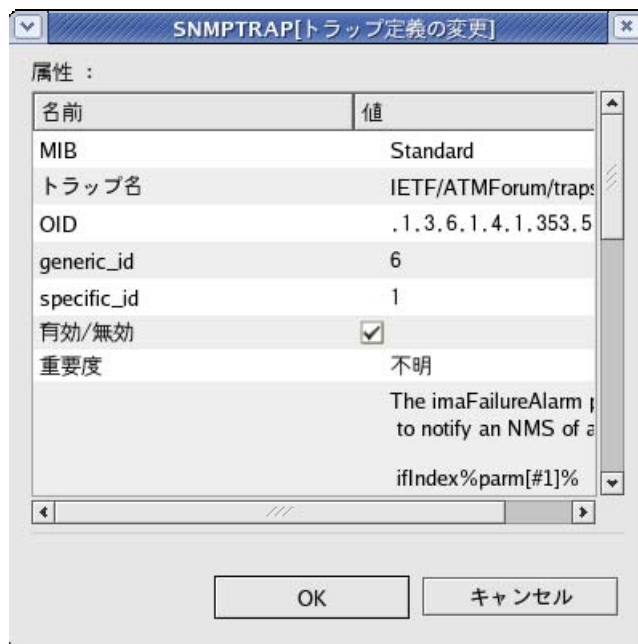 SNMPTRAP[トラップ定義の変更]
属性 :
名前 値
MIB Standard
トラップ名 IETF/ATMForum/traps
OID .1.3.6.1.4.1.353.5
generic_id 6
specific_id 1
有効/無効
重要度 不明
The imaFailureAlarm
to notify an NMS of a
ifIndex%parm[#1]%
OK キャンセル